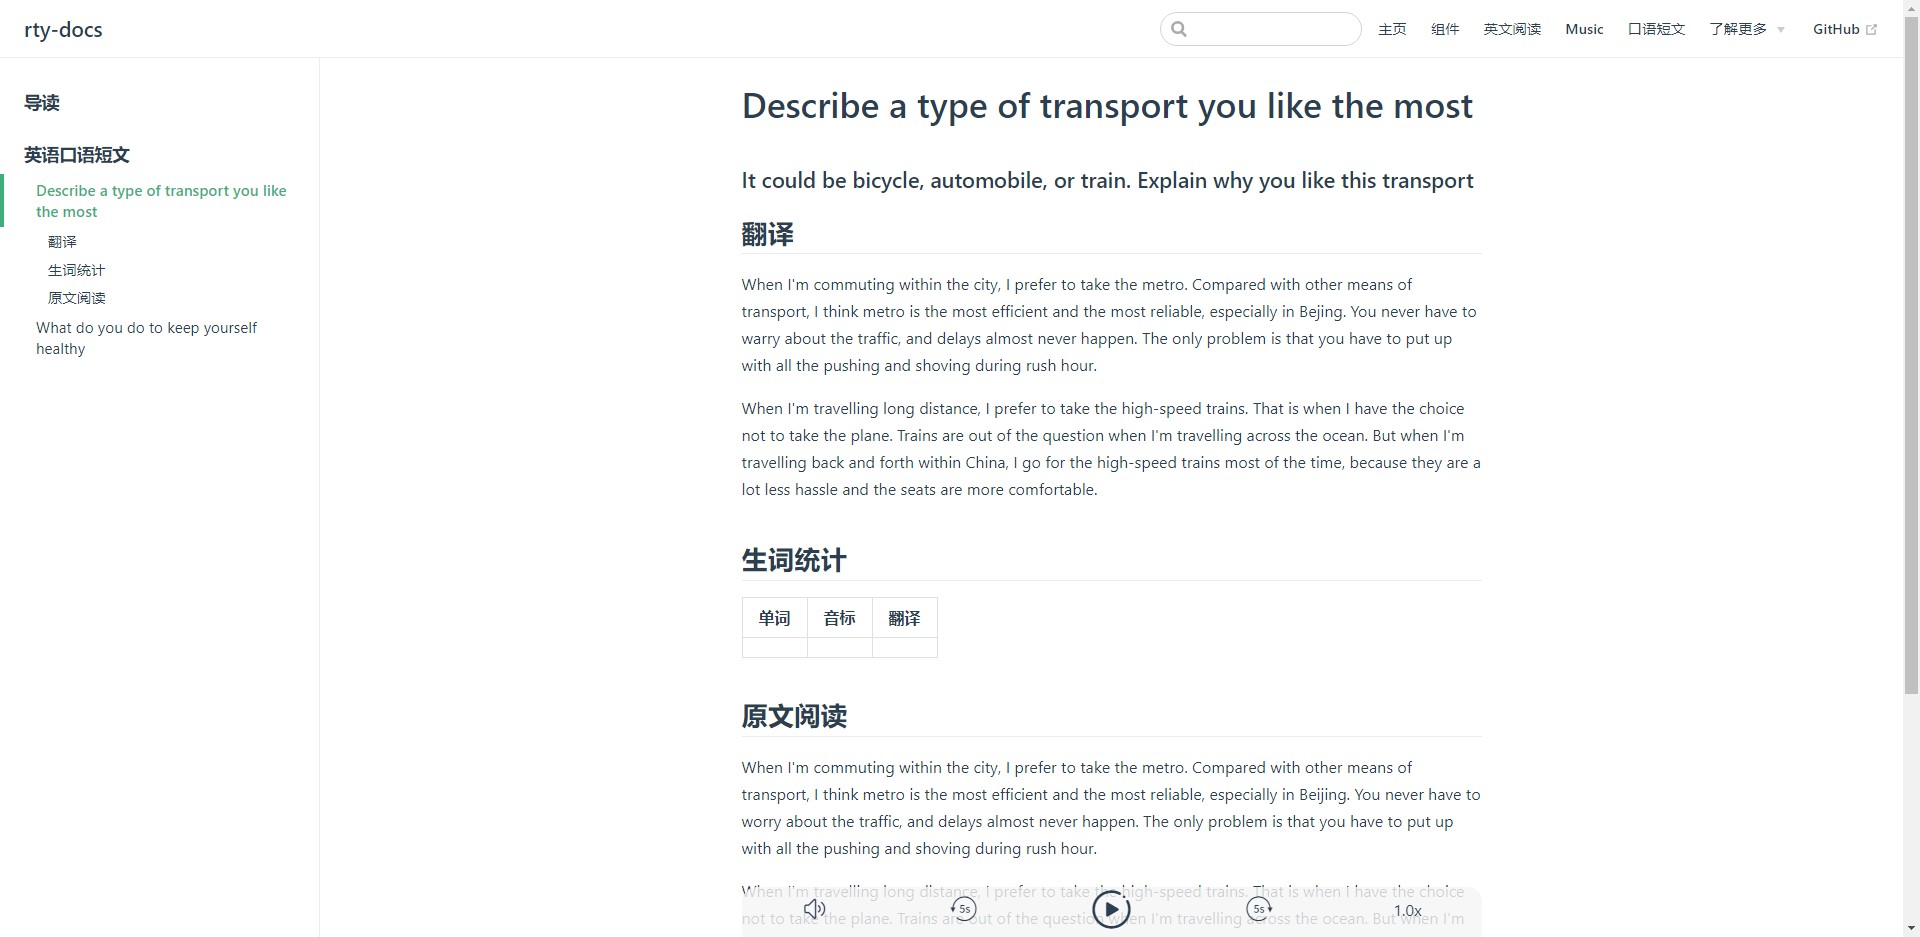 rty-docs
主页 组件 英文阅读 Music 口语短文 了解更多 GitHub
导读
英语口语短文
Describe a type of transport you like
the most
翻译
生词统计
原文阅读
What do you do to keep yourself
healthy
Describe a type of transport you like the most
It could be bicycle, automobile, or train. Explain why you like this transport
翻译
When I'm commuting within the city, I prefer to take the metro. Compared with other means of
transport, I think metro is the most efficient and the most reliable, especially in Bejing. You never have to
warry about the traffic, and delays almost never happen. The only problem is that you have to put up
with all the pushing and shoving during rush hour.
When I'm travelling long distance, I prefer to take the high-speed trains. That is when I have the choice
not to take the plane. Trains are out of the question when I'm travelling across the ocean. But when I'm
travelling back and forth within China, I go for the high-speed trains most of the time, because they are a
lot less hassle and the seats are more comfortable.
生词统计
单词 音标 翻译
原文阅读
When I'm commuting within the city, I prefer to take the metro. Compared with other means of
transport, I think metro is the most efficient and the most reliable, especially in Beijing. You never have to
worry about the traffic, and delays almost never happen. The only problem is that you have to put up
with all the pushing and shoving during rush hour.
When I'm travelling long distance, I prefer to take the high-speed trains. That is when I have the choice
not to take the plane. Trains are out of the question when I'm travelling across the ocean. But when I'm
5s 5s 1.0x